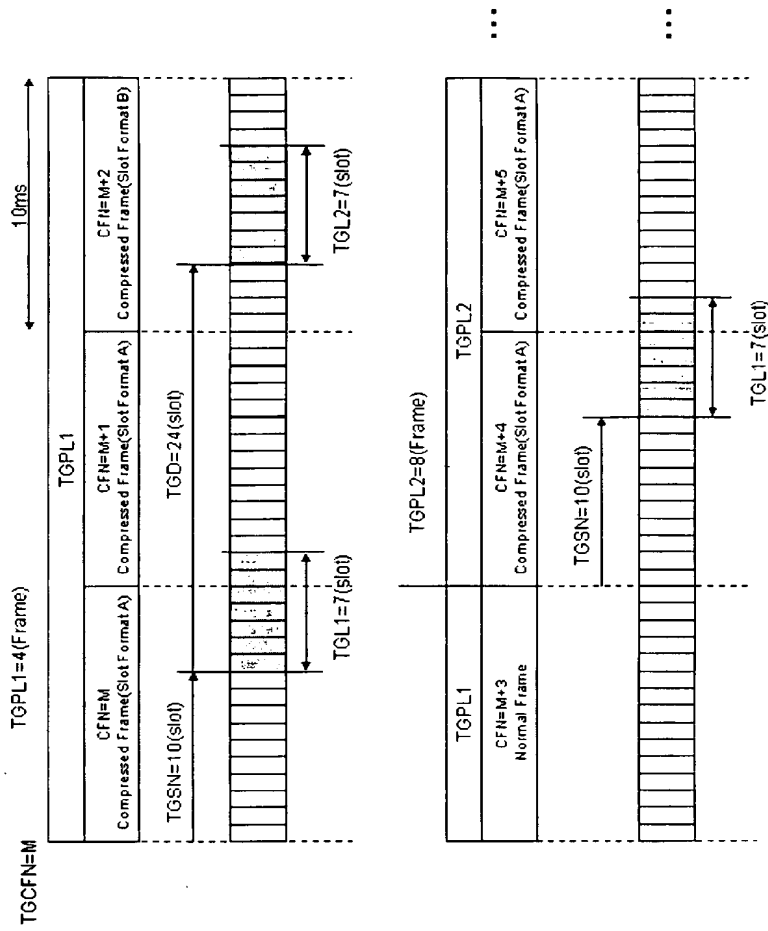 TGCFN=M
TGPL1=4(Frame)
10ms
TGPL1
CFN=M
Compressed Frame(Slot Format A)
CFN=M+1
Compressed Frame(Slot Format A)
CFN=M+2
Compressed Frame(Slot Format B)
TGSN=10(slot)
TGD=24(slot)
TGL1=7(slot)
TGL2=7(slot)
TGPL2=8(Frame)
TGPL1
TGPL2
CFN=M+3
Normal Frame
CFN=M+4
Compressed Frame(Slot Format A)
CFN=M+5
Compressed Frame(Slot Format A)
TGSN=10(slot)
TGL1=7(slot)
...
...